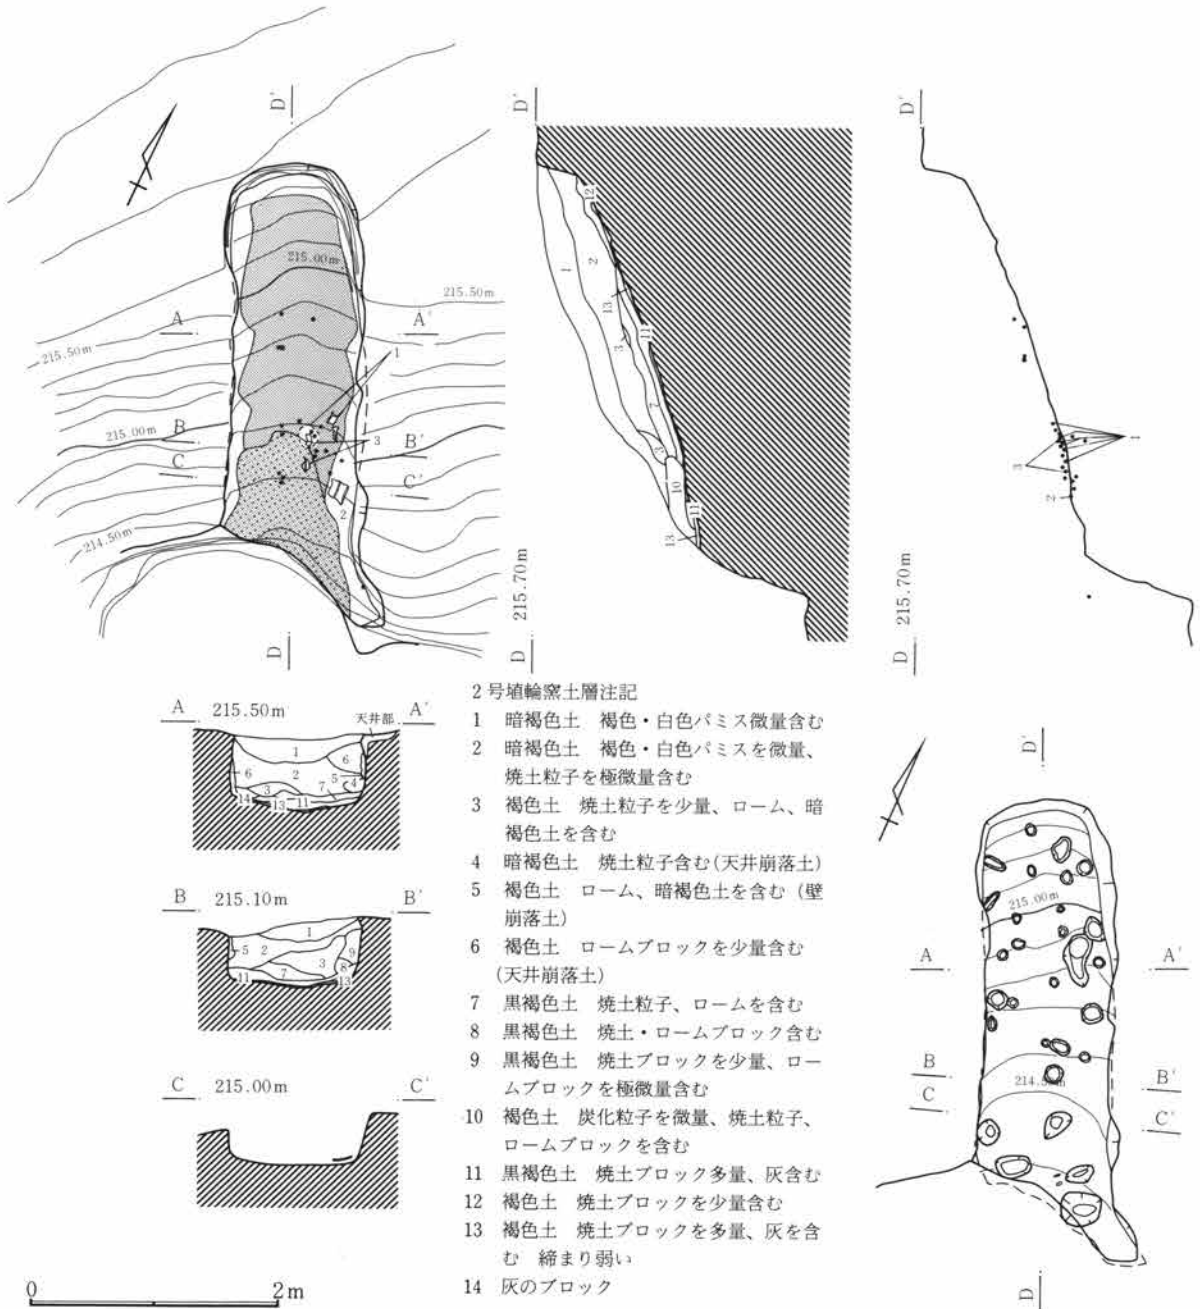 D'
D'
D'
215.00m
215.50m
A
A'
215.50m
1
215.00m
B
B'
3
C
C'
2
214.50m
D
12
1
2
13
3
11
7
3
10
11
13
D 215.70m
1
3
2
D 215.70m
A 215.50m 天井部 A'
1
6
2
6
5
4
3
7
14
13
11
B 215.10m B'
1
5
2
9
3
8
7
11
13
C 215.00m C'
0 2m
2号埴輪窯土層注記
1 暗褐色土 褐色・白色パミス微量含む
2 暗褐色土 褐色・白色パミスを微量、
焼土粒子を極微量含む
3 褐色土 焼土粒子を少量、ローム、暗
褐色土を含む
4 暗褐色土 焼土粒子含む(天井崩落土)
5 褐色土 ローム、暗褐色土を含む(壁
崩落土)
6 褐色土 ロームブロックを少量含む
(天井崩落土)
7 黒褐色土 焼土粒子、ロームを含む
8 黒褐色土 焼土・ロームブロック含む
9 黒褐色土 焼土ブロックを少量、ロー
ムブロックを極微量含む
10 褐色土 炭化粒子を微量、焼土粒子、
ロームブロックを含む
11 黒褐色土 焼土ブロック多量、灰含む
12 褐色土 焼土ブロックを少量含む
13 褐色土 焼土ブロックを多量、灰を含
む 締まり弱い
14 灰のブロック
D'
215.00m
A
A'
B
B'
C
C'
D